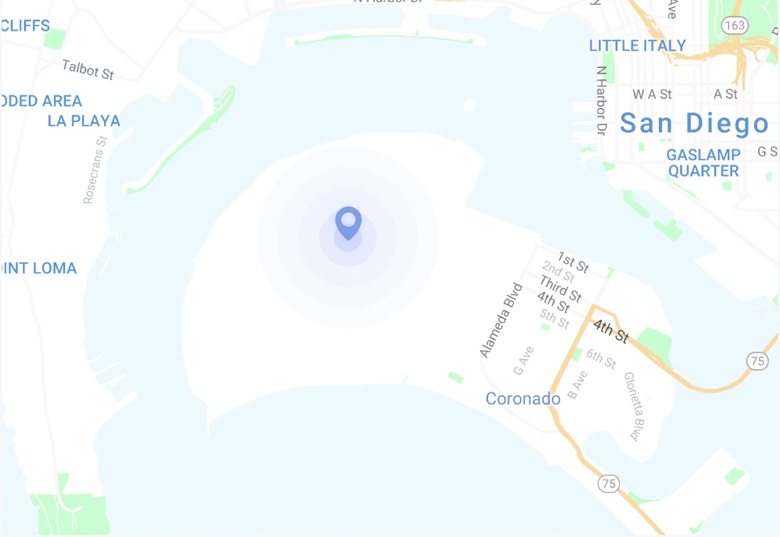 N Harbor Dr
CLIFFS
Talbot St
ODED AREA
LA PLAYA
Rosecrans St
INT LOMA
Ave
163
LITTLE ITALY
N Harbor Dr
W A St
A St
San Diego
G S
GASLAMP
QUARTER
1st St
2nd St
Third St
4th St
5th St
4th St
Alameda Blvd
G Ave
6th St
B Ave
Glorietta Blvd
75
Coronado
75